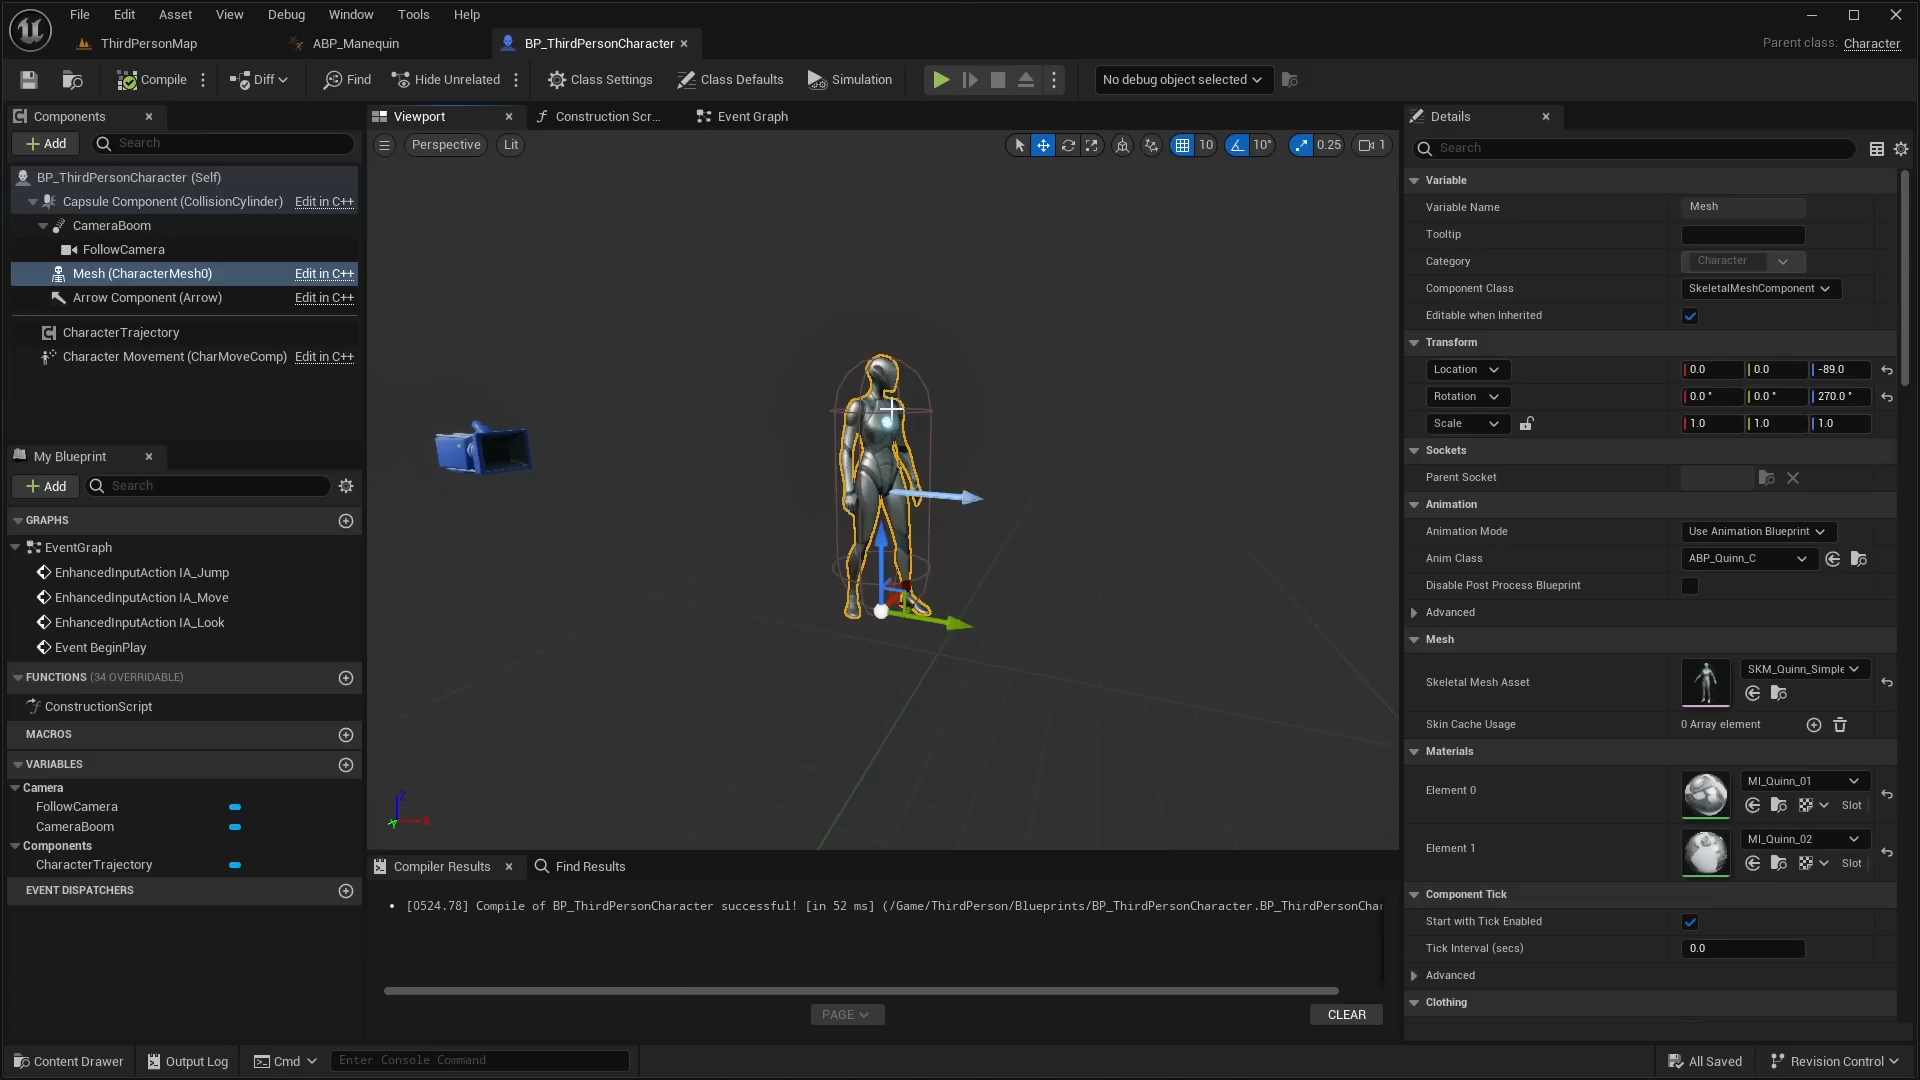 File Edit Asset View Debug Window Tools Help
ThirdPersonMap ABP_Manequin BP_ThirdPersonCharacter
Parent class: Character
Compile Diff Find Hide Unrelated Class Settings Class Defaults Simulation No debug object selected
Components
Add Search
BP_ThirdPersonCharacter (Self)
Capsule Component (CollisionCylinder) Edit in C++
CameraBoom
FollowCamera
Mesh (CharacterMesh0) Edit in C++
Arrow Component (Arrow) Edit in C++
CharacterTrajectory
Character Movement (CharMoveComp) Edit in C++
My Blueprint
Add Search
GRAPHS
EventGraph
EnhancedInputAction IA_Jump
EnhancedInputAction IA_Move
EnhancedInputAction IA_Look
Event BeginPlay
FUNCTIONS (34 OVERRIDABLE)
ConstructionScript
MACROS
VARIABLES
Camera
FollowCamera
CameraBoom
Components
CharacterTrajectory
EVENT DISPATCHERS
Viewport Construction Scr... Event Graph
Perspective Lit 10 10° 0.25 1
Z
X
Y
Compiler Results Find Results
[0524.78] Compile of BP_ThirdPersonCharacter successful! [in 52 ms] (/Game/ThirdPerson/Blueprints/BP_ThirdPersonCharacter.BP_ThirdPersonChar
PAGE CLEAR
Details
Search
Variable
Variable Name Mesh
Tooltip
Category Character
Component Class SkeletalMeshComponent
Editable when Inherited
Transform
Location 0.0 0.0 -89.0
Rotation 0.0 ° 0.0 ° 270.0 °
Scale 1.0 1.0 1.0
Sockets
Parent Socket
Animation
Animation Mode Use Animation Blueprint
Anim Class ABP_Quinn_C
Disable Post Process Blueprint
Advanced
Mesh
Skeletal Mesh Asset SKM_Quinn_Simple
Skin Cache Usage 0 Array element
Materials
Element 0 MI_Quinn_01
Slot
Element 1 MI_Quinn_02
Slot
Component Tick
Start with Tick Enabled
Tick Interval (secs) 0.0
Advanced
Clothing
Content Drawer Output Log Cmd Enter Console Command All Saved Revision Control